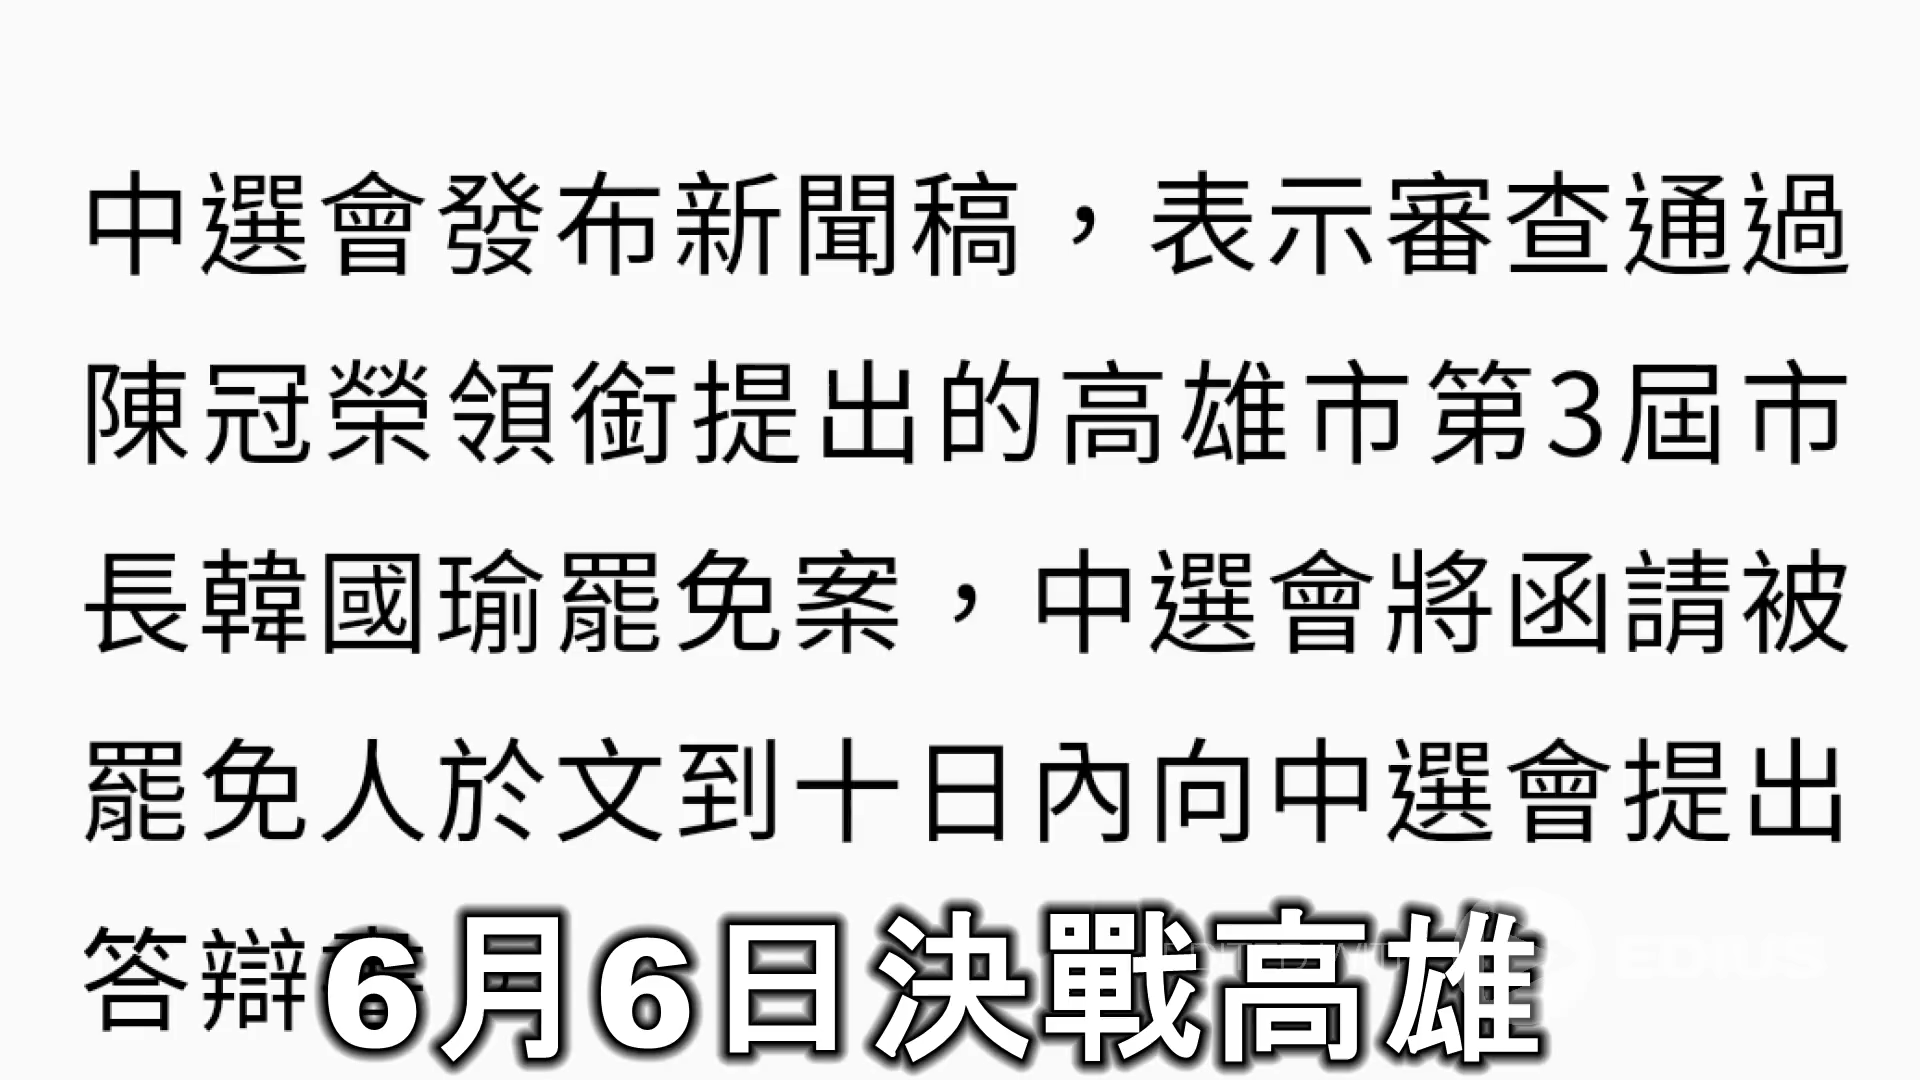 中選會發布新聞稿，表示審查通過
陳冠榮領銜提出的高雄市第3屆市
長韓國瑜罷免案，中選會將函請被
罷免人於文到十日內向中選會提出
答辯
6月6日決戰高雄
EDITED WITH
EDIUS